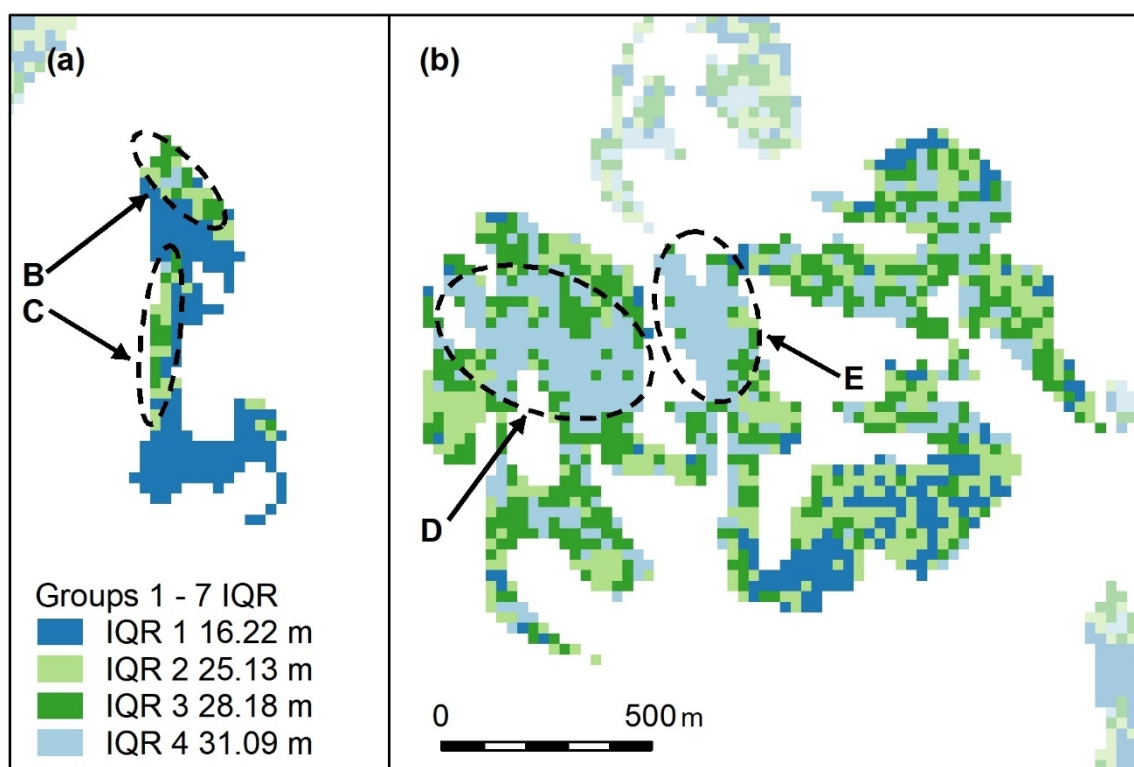 (a)
(b)
B
C
E
D
Groups 1 - 7 IQR
IQR 1 16.22 m
IQR 2 25.13 m
IQR 3 28.18 m
IQR 4 31.09 m
0 500 m